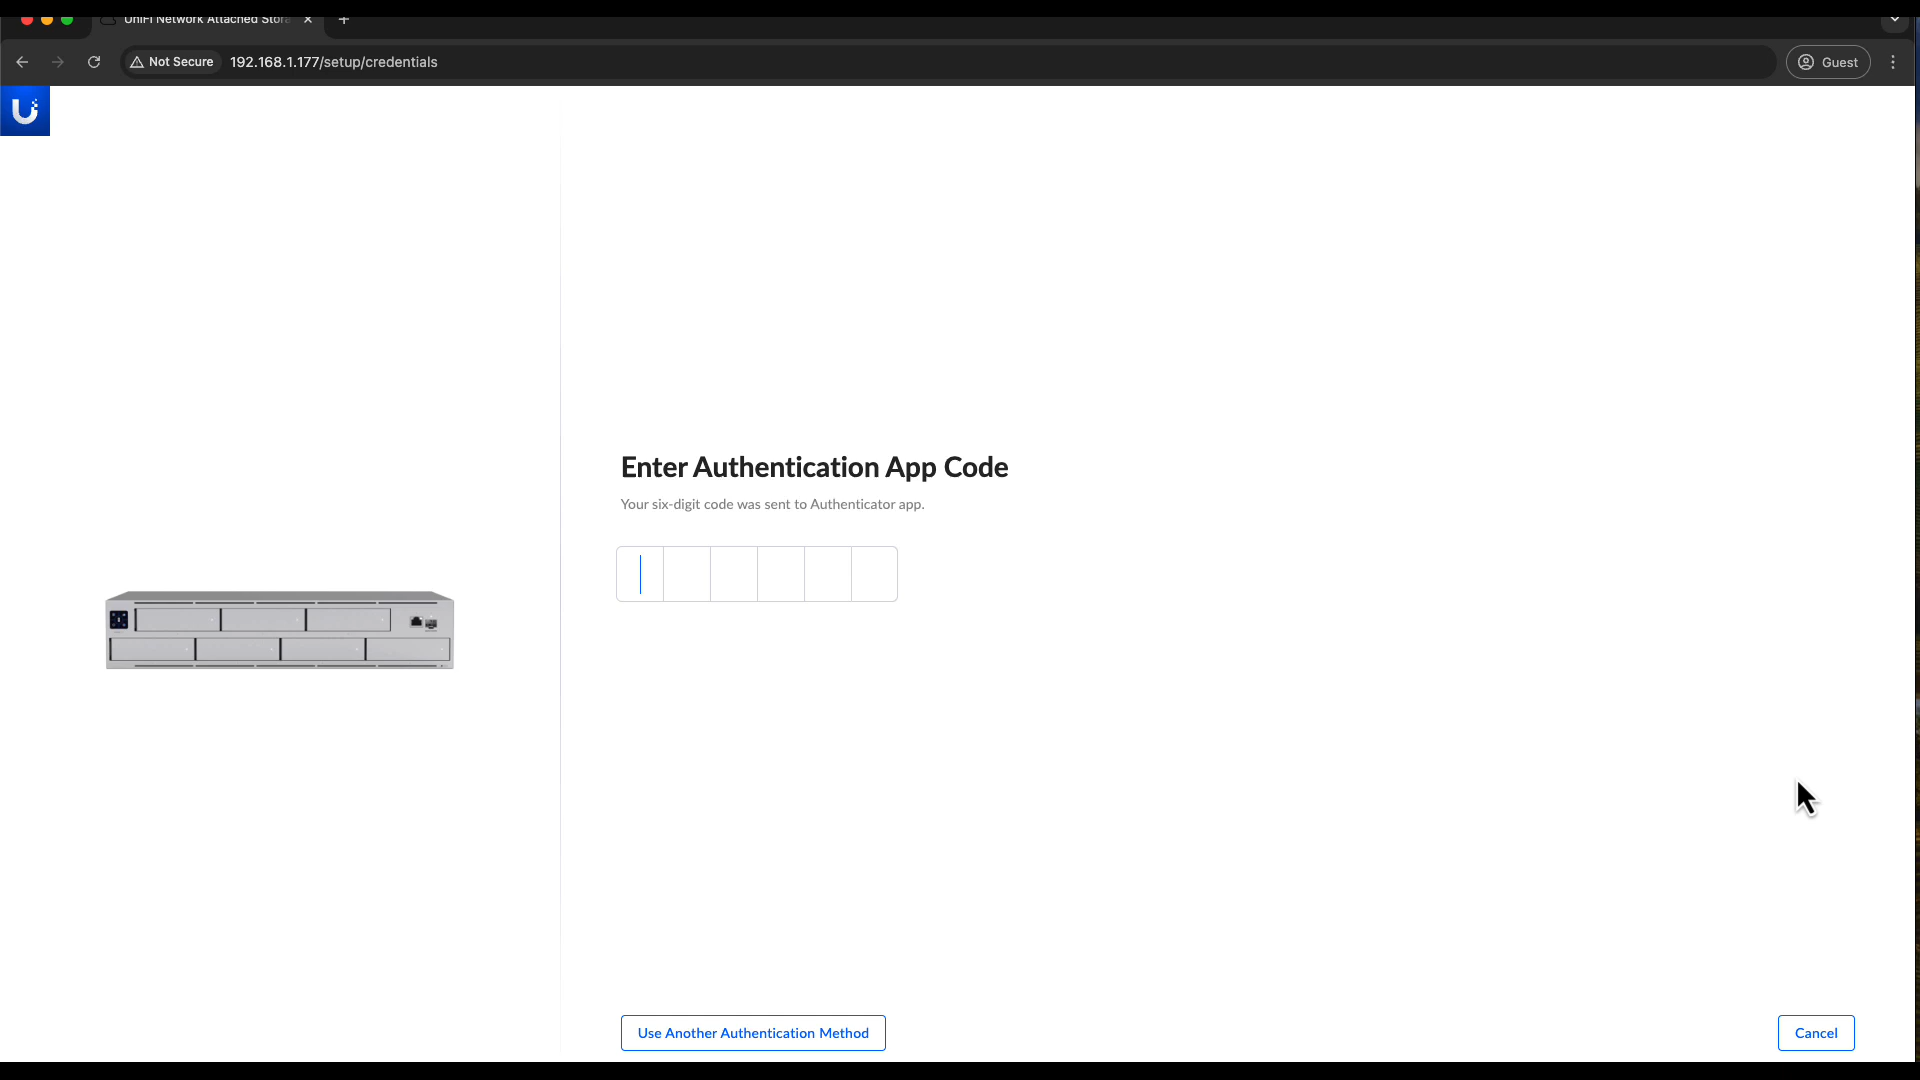 UniFi Network Attached Stora
Not Secure
192.168.1.177/setup/credentials
Guest
Enter Authentication App Code
Your six-digit code was sent to Authenticator app.
Use Another Authentication Method
Cancel